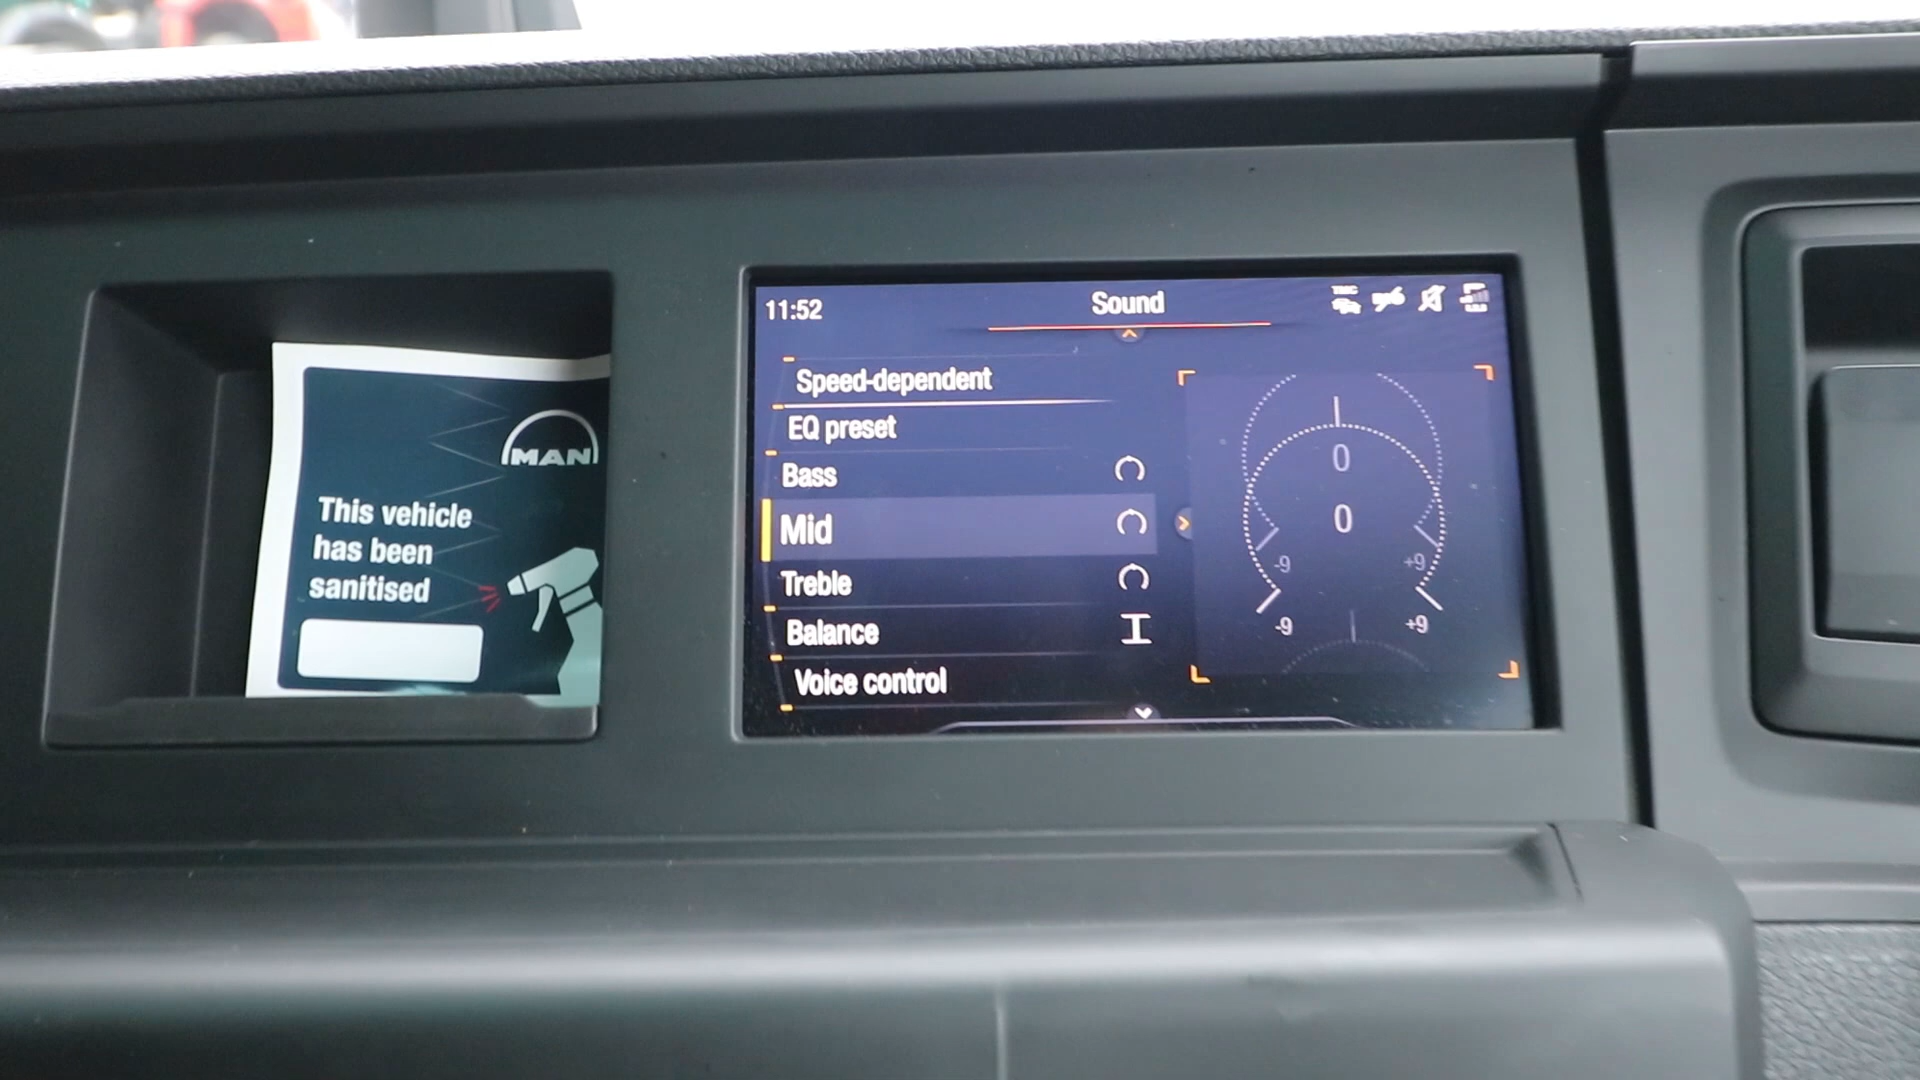 MAN
This vehicle
has been
sanitised
11:52
Sound
TMC
Speed-dependent
EQ preset
Bass
Mid
Treble
Balance
Voice control
0
0
-9
+9
-9
+9